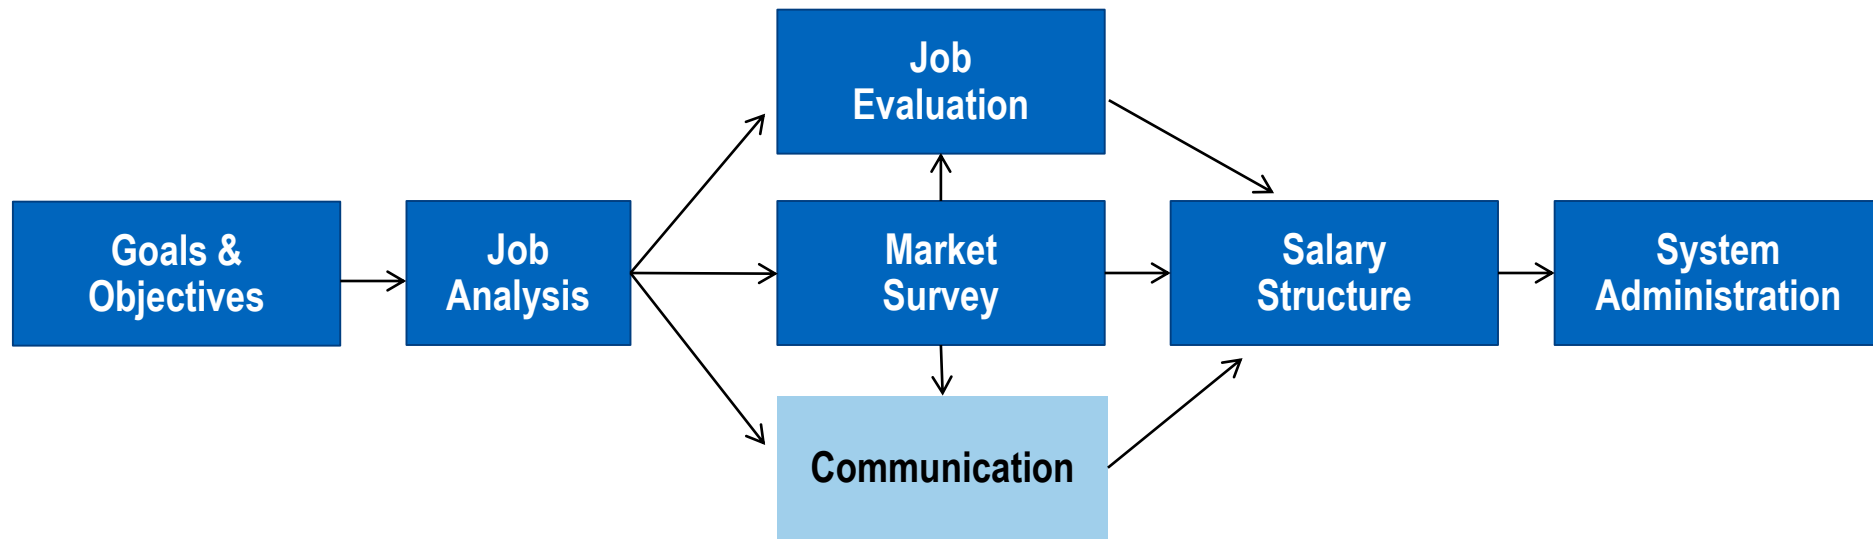 Goals &
Objectives
Job
Analysis
Job
Evaluation
Market
Survey
Communication
Salary
Structure
System
Administration